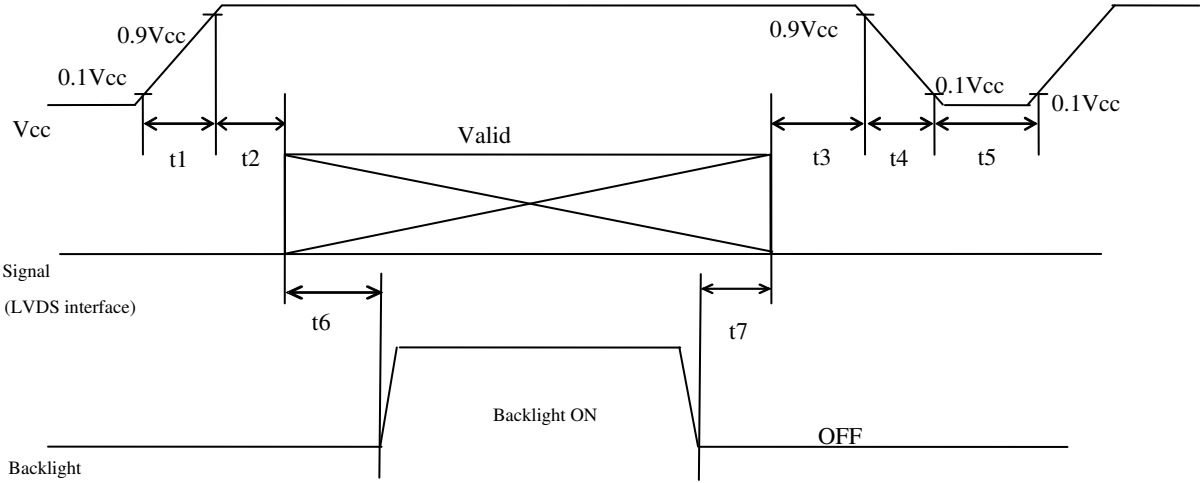 0.9Vcc
0.9Vcc
0.1Vcc
0.1Vcc
0.1Vcc
Vcc
Valid
t1
t2
t3
t4
t5
Signal
(LVDS interface)
t6
t7
Backlight ON
OFF
Backlight